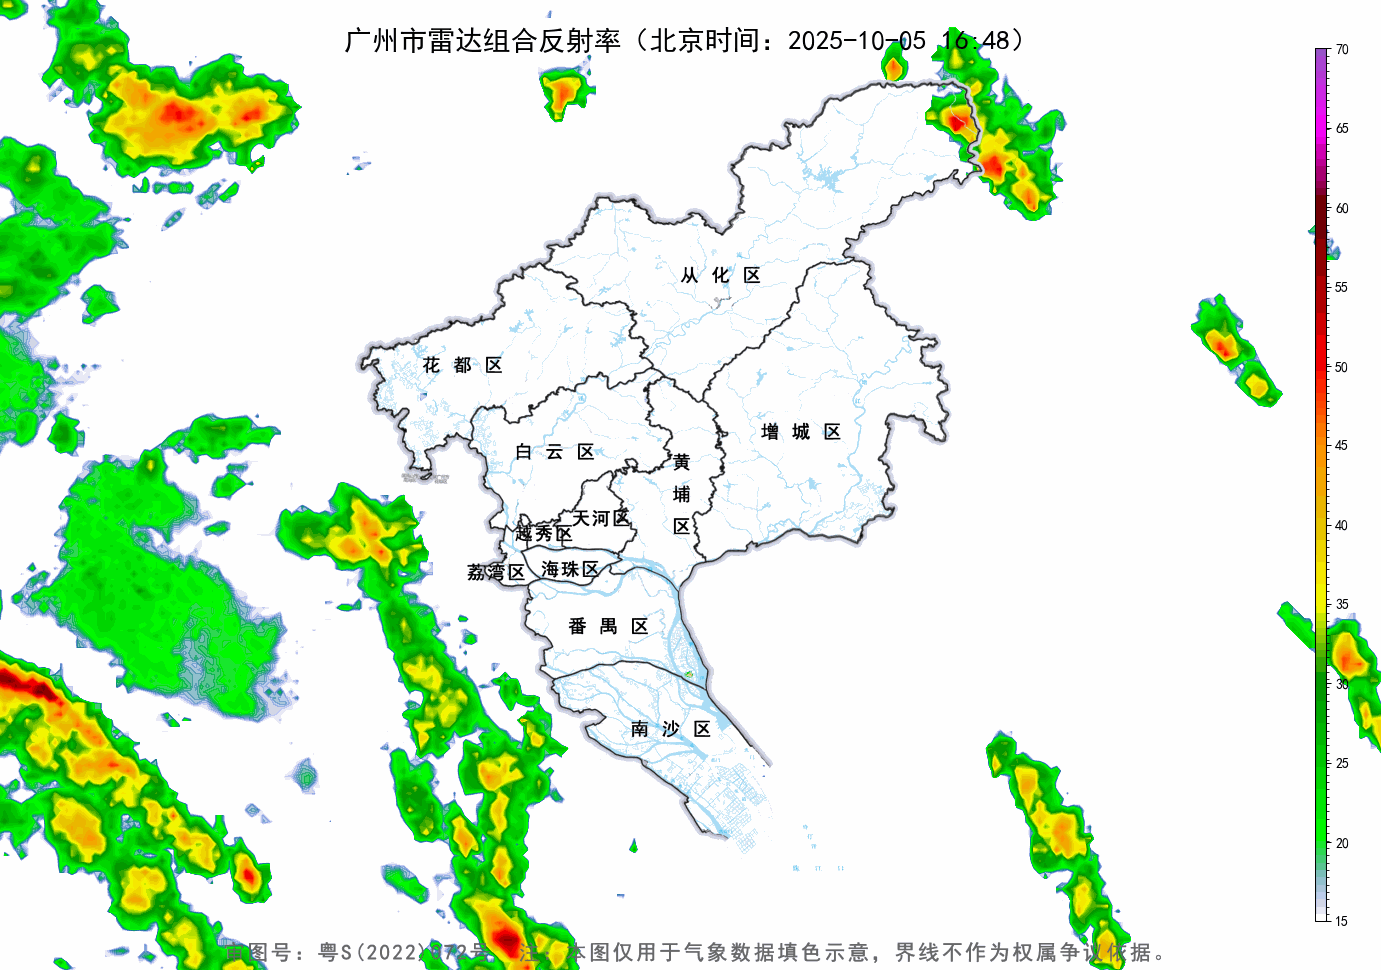 广州市雷达组合反射率（北京时间：2025-10-05 16:48）
70
65
60
55
50
45
40
35
30
25
20
15
从 化 区
花 都 区
增 城 区
白 云 区
黄
埔
区
天河区
越秀区
荔湾区
海珠区
番 禺 区
南 沙 区
审图号：粤S(2022)072号 注：本图仅用于气象数据填色示意，界线不作为权属争议依据。